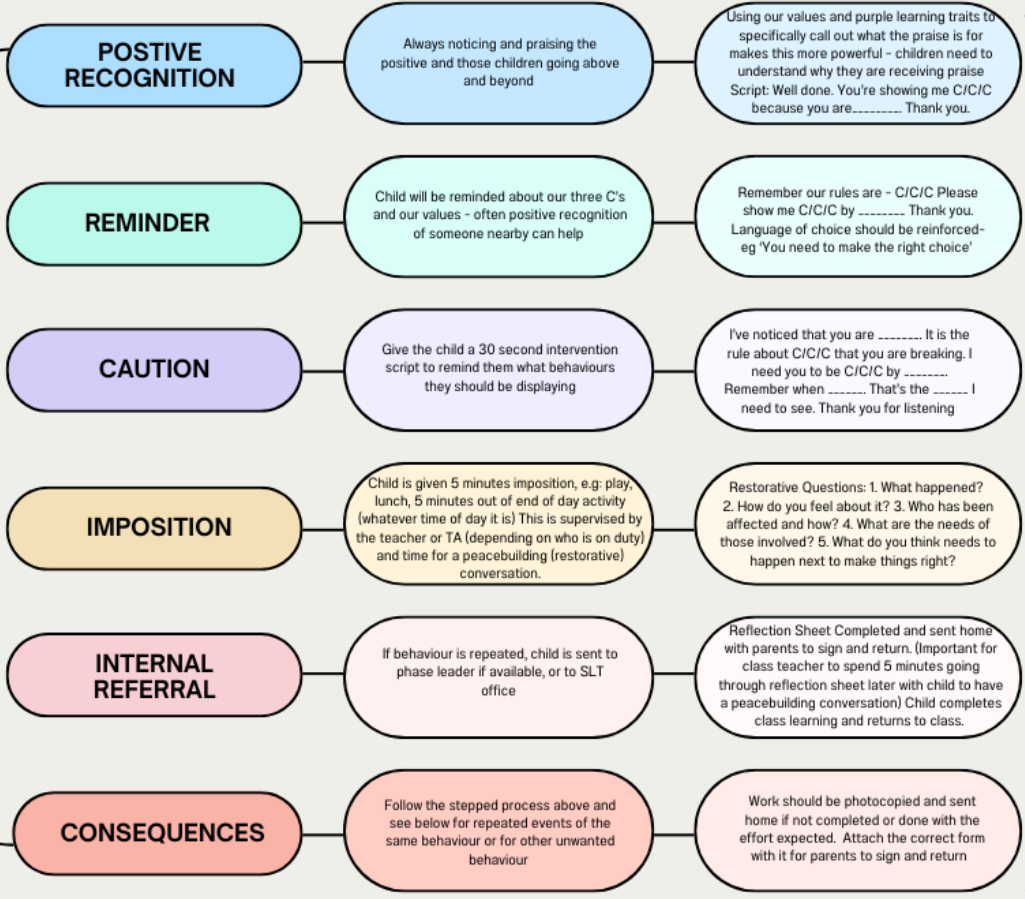 POSTIVE
RECOGNITION
Always noticing and praising the
positive and those children going above
and beyond
Using our values and purple learning traits to
specifically call out what the praise is for
makes this more powerful - children need to
understand why they are receiving praise
Script: Well done. You're showing me C/C/C
because you are________. Thank you.
REMINDER
Child will be reminded about our three C's
and our values - often positive recognition
of someone nearby can help
Remember our rules are - C/C/C Please
show me C/C/C by ________ Thank you.
Language of choice should be reinforced-
eg 'You need to make the right choice'
CAUTION
Give the child a 30 second intervention
script to remind them what behaviours
they should be displaying
I've noticed that you are _______. It is the
rule about C/C/C that you are breaking. I
need you to be C/C/C by _______.
Remember when ______. That's the ______ I
need to see. Thank you for listening
IMPOSITION
Child is given 5 minutes imposition, e.g: play,
lunch, 5 minutes out of end of day activity
(whatever time of day it is) This is supervised by
the teacher or TA (depending on who is on duty)
and time for a peacebuilding (restorative)
conversation.
Restorative Questions: 1. What happened?
2. How do you feel about it? 3. Who has been
affected and how? 4. What are the needs of
those involved? 5. What do you think needs to
happen next to make things right?
INTERNAL
REFERRAL
If behaviour is repeated, child is sent to
phase leader if available, or to SLT
office
Reflection Sheet Completed and sent home
with parents to sign and return. (Important for
class teacher to spend 5 minutes going
through reflection sheet later with child to have
a peacebuilding conversation) Child completes
class learning and returns to class.
CONSEQUENCES
Follow the stepped process above and
see below for repeated events of the
same behaviour or for other unwanted
behaviour
Work should be photocopied and sent
home if not completed or done with the
effort expected. Attach the correct form
with it for parents to sign and return